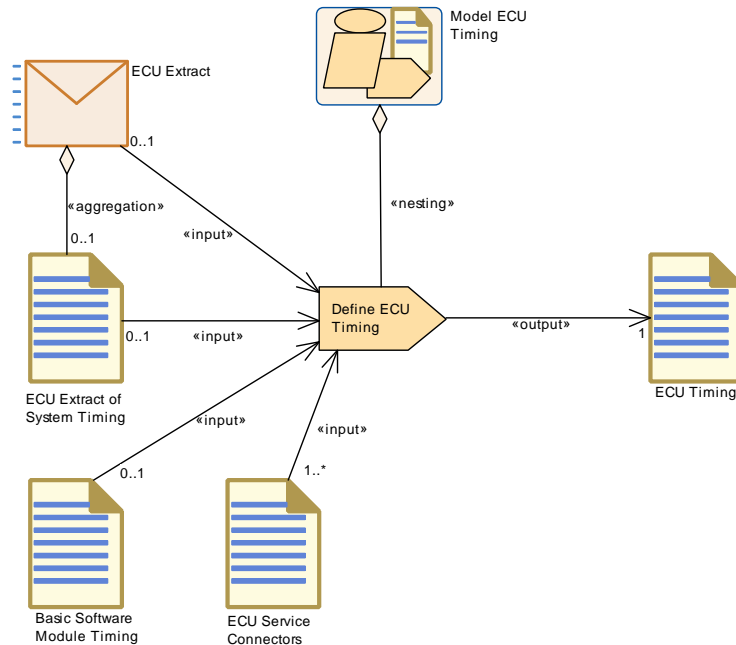 Model ECU
Timing
ECU Extract
0..1
«aggregation»
«nesting»
0..1
«input»
Define ECU
Timing
0..1
«input»
«output»
1
ECU Extract of
System Timing
ECU Timing
«input»
«input»
0..1
1..*
Basic Software
Module Timing
ECU Service
Connectors